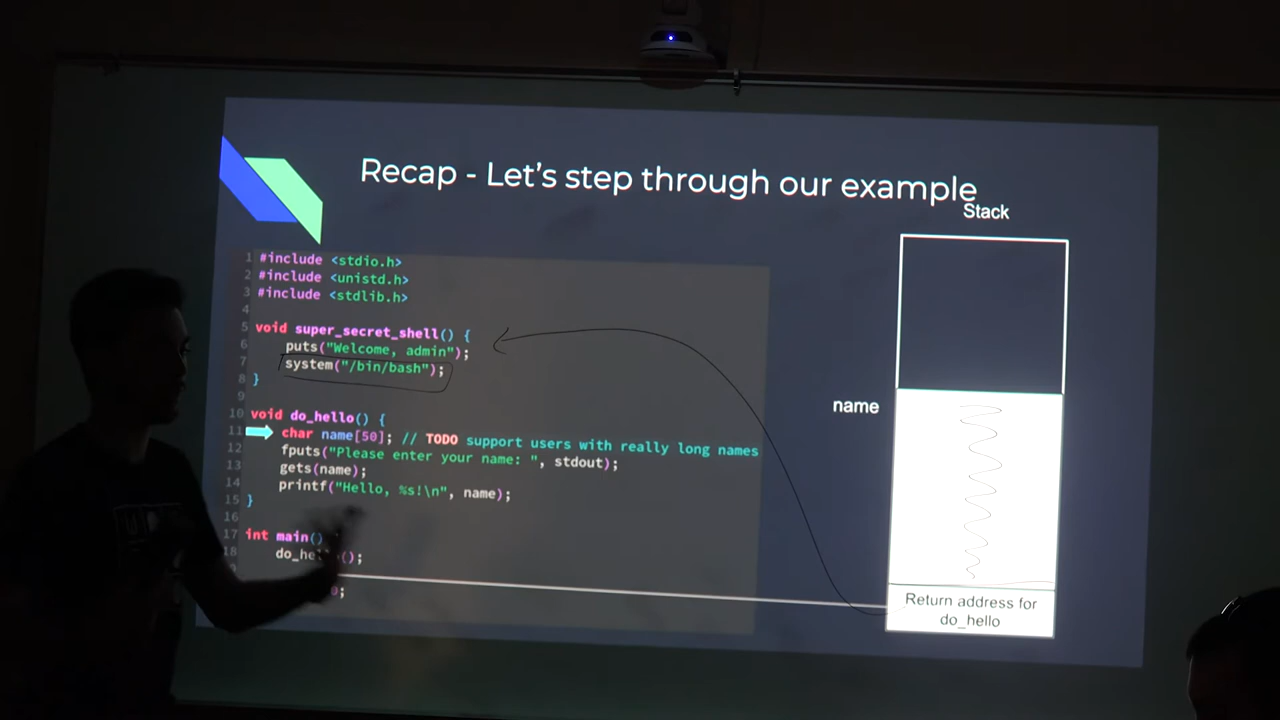 Recap - Let's step through our example
Stack
1 #include <stdio.h>
2 #include <unistd.h>
3 #include <stdlib.h>
4
5 void super_secret_shell() {
6 puts("Welcome, admin");
7 system("/bin/bash");
8 }
9
10 void do_hello() {
11 char name[50]; // TODO support users with really long names
12 fputs("Please enter your name: ", stdout);
13 gets(name);
14 printf("Hello, %s!\n", name);
15 }
16
17 int main()
18 do_he ();
;
name
Return address for
do_hello